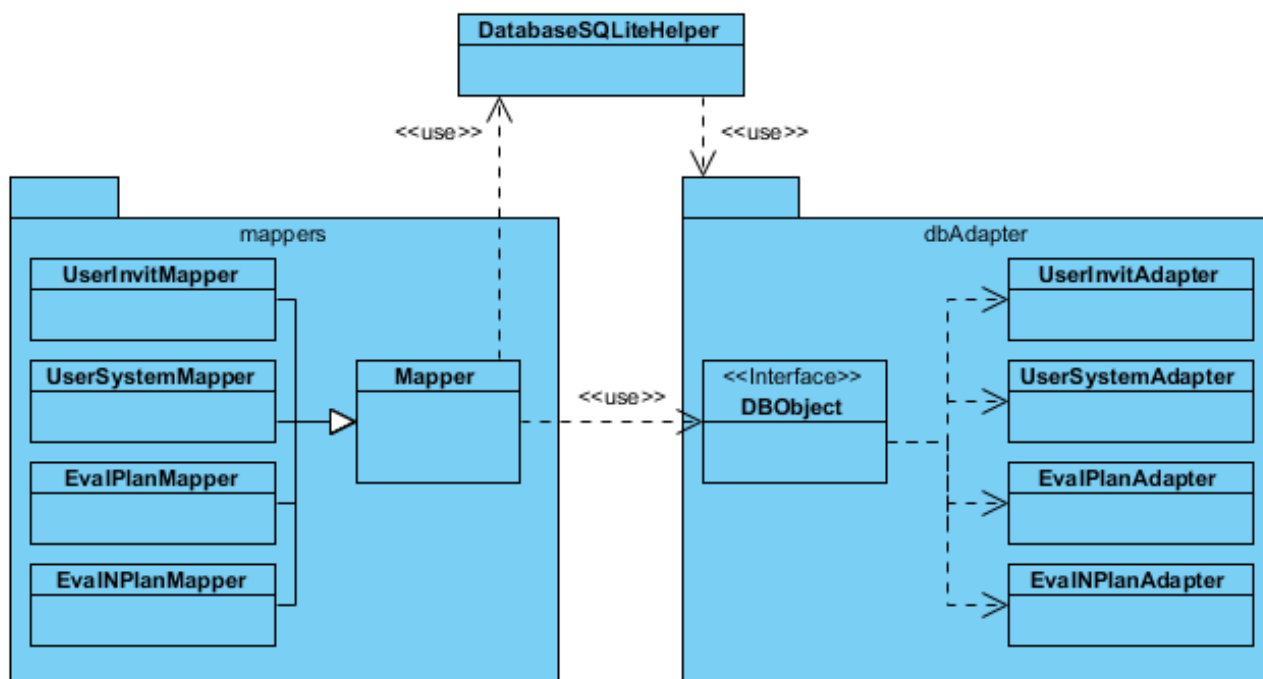 DatabaseSQLiteHelper
<<use>>
<<use>>
mappers
dbAdapter
UserInvitMapper
UserSystemMapper
EvalPlanMapper
EvalNPlanMapper
Mapper
<<use>>
<<Interface>>
DBObject
UserInvitAdapter
UserSystemAdapter
EvalPlanAdapter
EvalNPlanAdapter